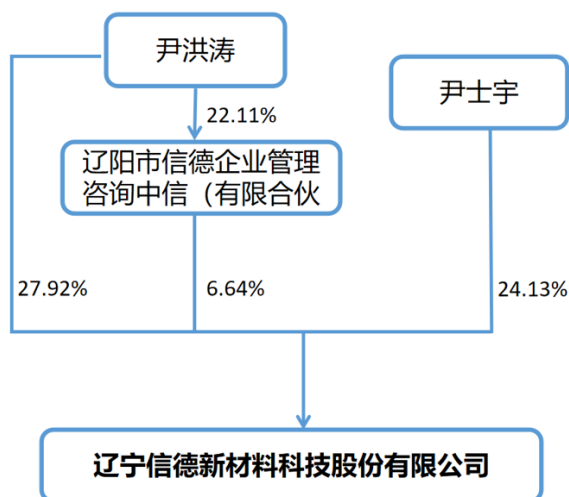 尹洪涛
尹士宇
22.11%
辽阳市信德企业管理
咨询中信（有限合伙
27.92%
6.64%
24.13%
辽宁信德新材料科技股份有限公司